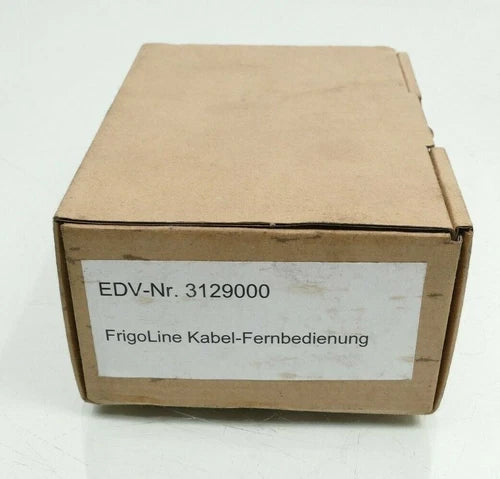 EDV-Nr. 3129000
FrigoLine Kabel-Fernbedienung